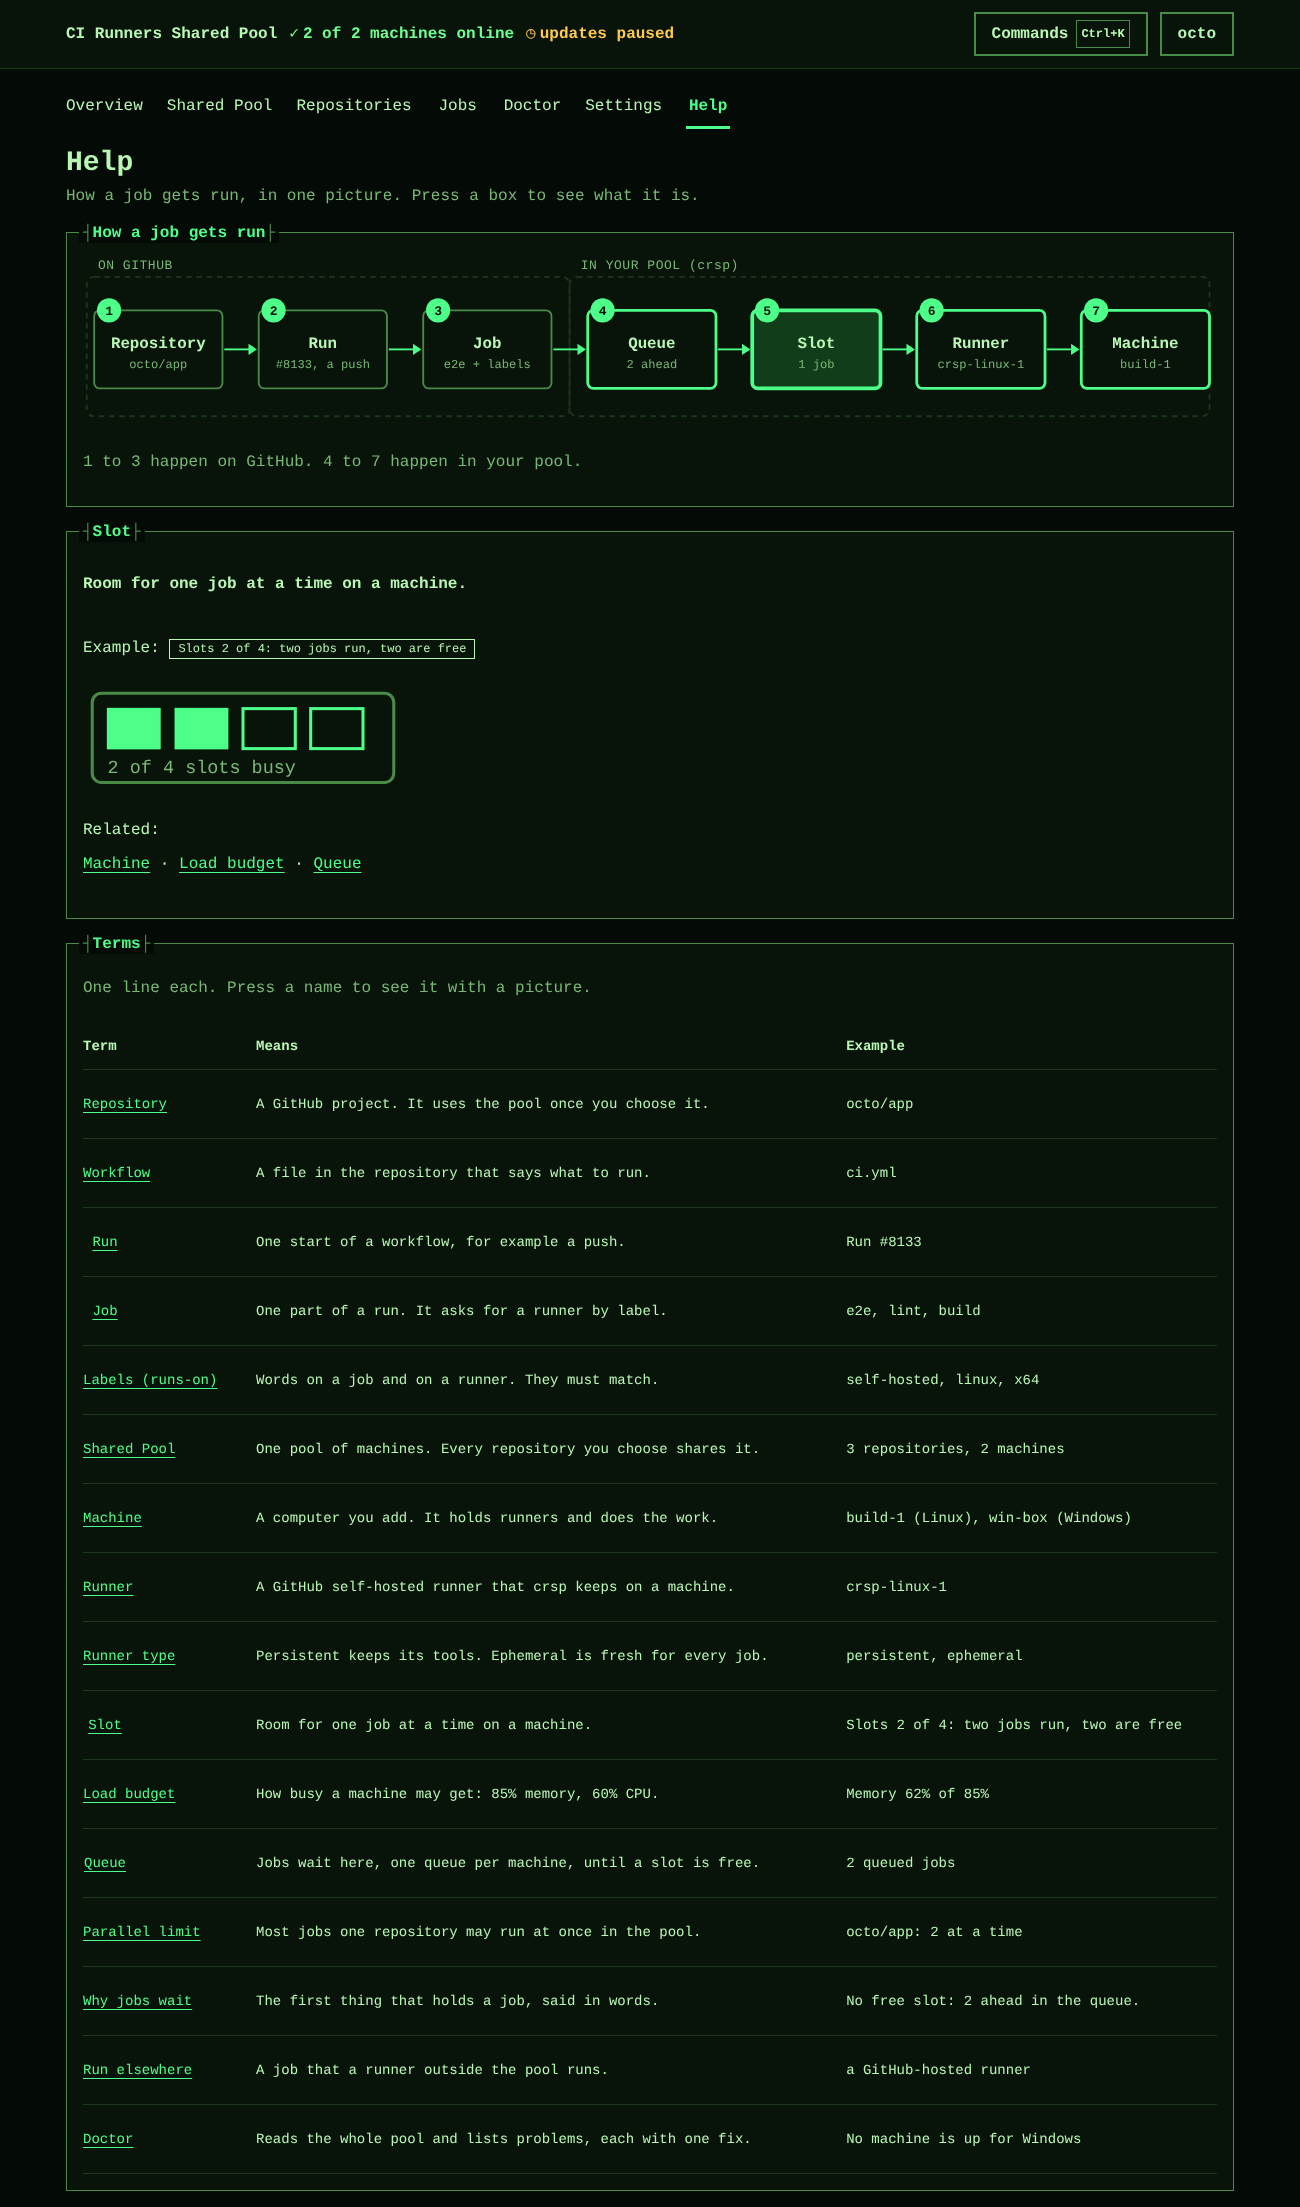 CI Runners Shared Pool ✓ 2 of 2 machines online ◷ updates paused Commands Ctrl+K octo
Overview Shared Pool Repositories Jobs Doctor Settings Help
Help
How a job gets run, in one picture. Press a box to see what it is.
How a job gets run
ON GITHUB IN YOUR POOL (crsp)
1 2 3 4 5 6 7
Repository Run Job Queue Slot Runner Machine
octo/app #8133, a push e2e + labels 2 ahead 1 job crsp-linux-1 build-1
1 to 3 happen on GitHub. 4 to 7 happen in your pool.
Slot
Room for one job at a time on a machine.
Example: Slots 2 of 4: two jobs run, two are free
2 of 4 slots busy
Related:
Machine · Load budget · Queue
Terms
One line each. Press a name to see it with a picture.
Term Means Example
Repository A GitHub project. It uses the pool once you choose it. octo/app
Workflow A file in the repository that says what to run. ci.yml
Run One start of a workflow, for example a push. Run #8133
Job One part of a run. It asks for a runner by label. e2e, lint, build
Labels (runs-on) Words on a job and on a runner. They must match. self-hosted, linux, x64
Shared Pool One pool of machines. Every repository you choose shares it. 3 repositories, 2 machines
Machine A computer you add. It holds runners and does the work. build-1 (Linux), win-box (Windows)
Runner A GitHub self-hosted runner that crsp keeps on a machine. crsp-linux-1
Runner type Persistent keeps its tools. Ephemeral is fresh for every job. persistent, ephemeral
Slot Room for one job at a time on a machine. Slots 2 of 4: two jobs run, two are free
Load budget How busy a machine may get: 85% memory, 60% CPU. Memory 62% of 85%
Queue Jobs wait here, one queue per machine, until a slot is free. 2 queued jobs
Parallel limit Most jobs one repository may run at once in the pool. octo/app: 2 at a time
Why jobs wait The first thing that holds a job, said in words. No free slot: 2 ahead in the queue.
Run elsewhere A job that a runner outside the pool runs. a GitHub-hosted runner
Doctor Reads the whole pool and lists problems, each with one fix. No machine is up for Windows